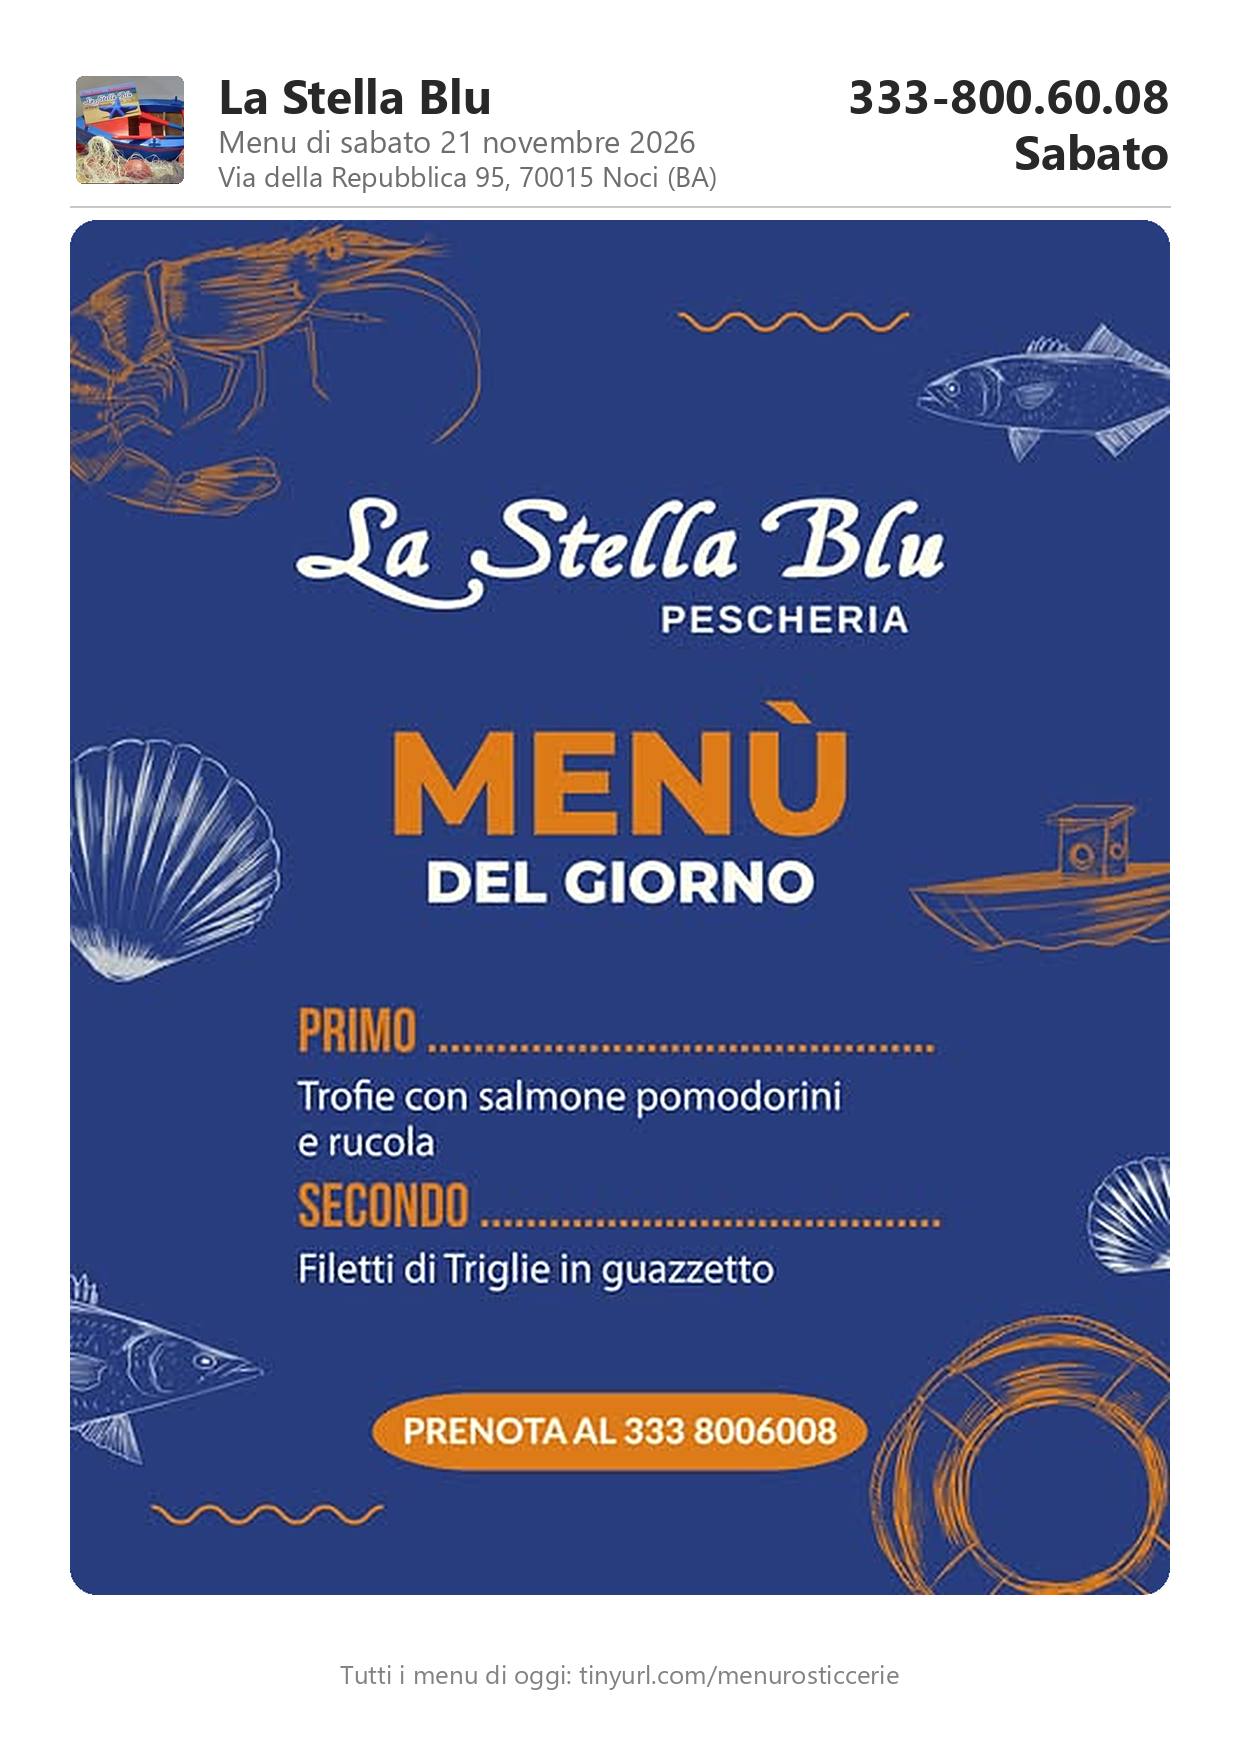 La Stella Blu
Menu di sabato 21 novembre 2026
Via della Repubblica 95, 70015 Noci (BA)
333-800.60.08
Sabato
La Stella Blu
PESCHERIA
MENÙ
DEL GIORNO
PRIMO ............................................
Trofie con salmone pomodorini
e rucola
SECONDO ........................................
Filetti di Triglie in guazzetto
PRENOTA AL 333 8006008
Tutti i menu di oggi: tinyurl.com/menurosticcerie